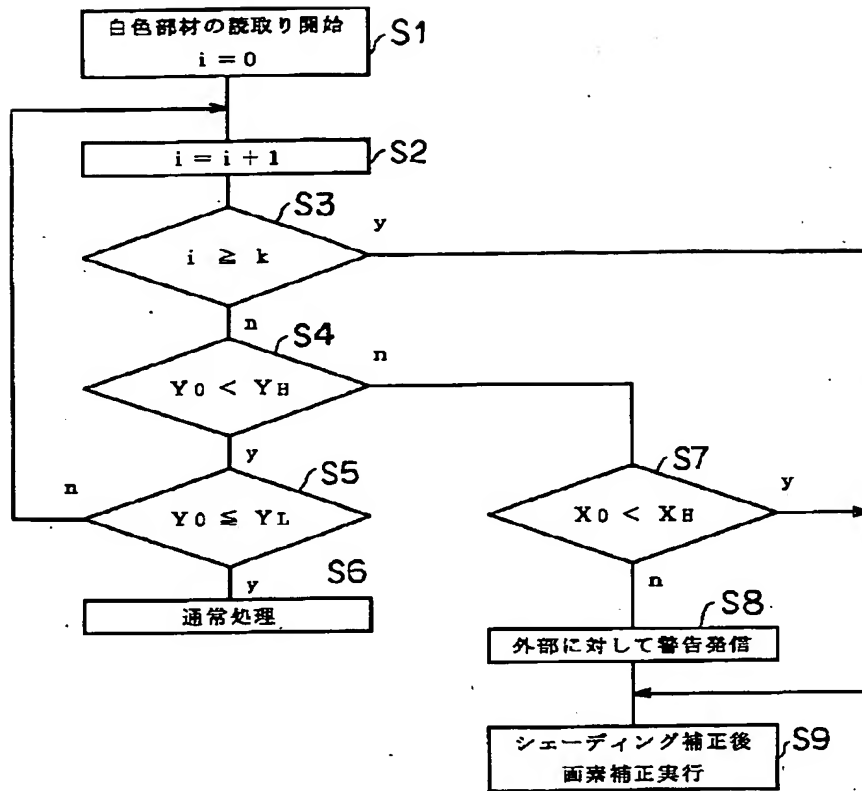 白色部材の読取り開始
i = 0
S1
i = i + 1
S2
S3
y
i ≧ k
n
S4
n
Y0 < YH
y
S5
n
Y0 ≦ YL
y
S6
通常処理
S7
y
X0 < XH
n
S8
外部に対して警告発信
シェーディング補正後
画素補正実行
S9